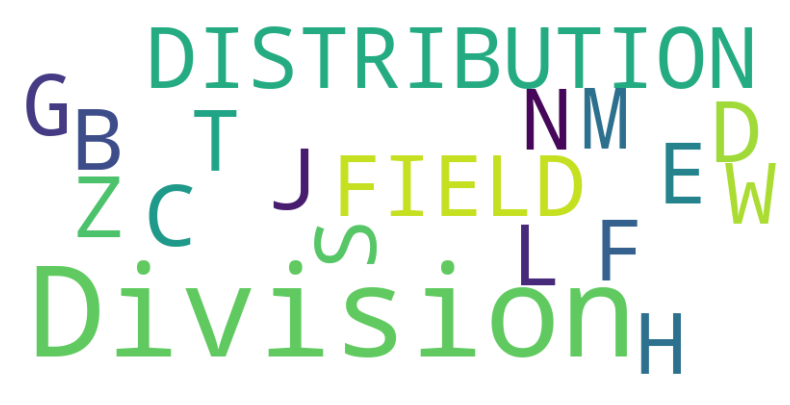 DISTRIBUTION
G B T N M D
J FIELD E W
Z C S L F
Division H